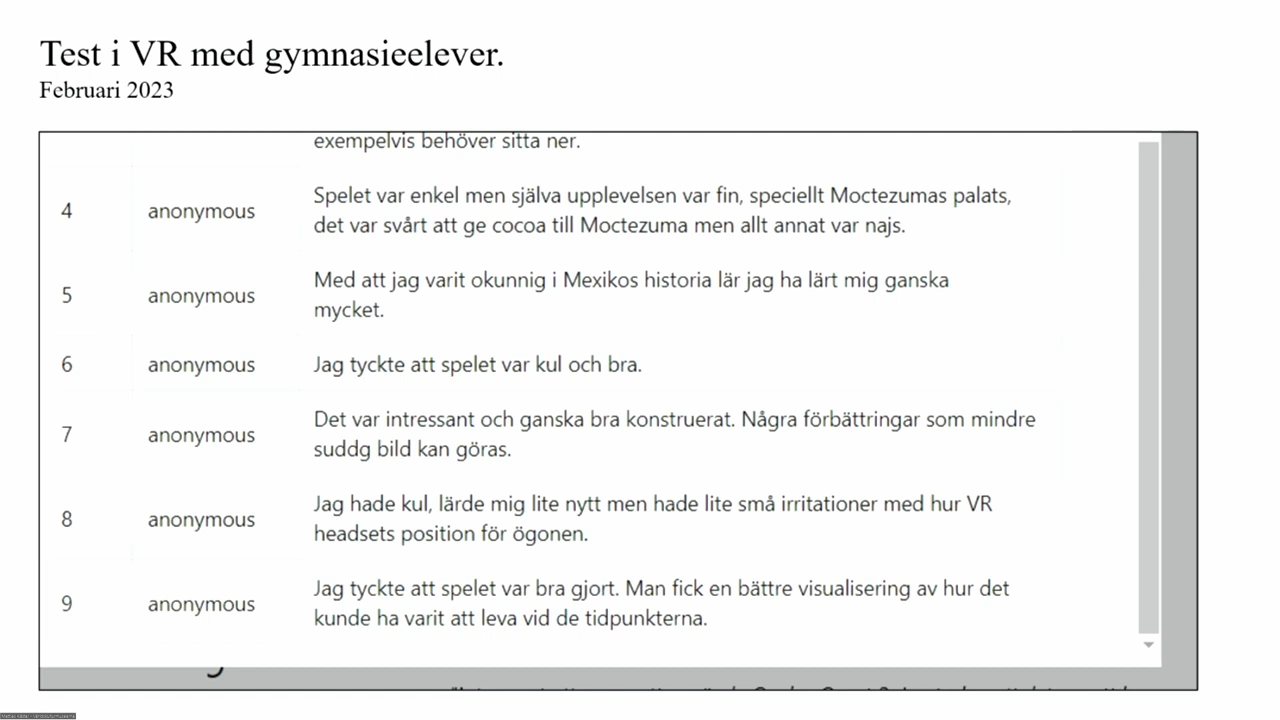 Test i VR med gymnasieelever.
Februari 2023
exempelvis behöver sitta ner.
4 anonymous Spelet var enkel men själva upplevelsen var fin, speciellt Moctezumas palats,
det var svårt att ge cocoa till Moctezuma men allt annat var najs.
5 anonymous Med att jag varit okunnig i Mexikos historia lär jag ha lärt mig ganska
mycket.
6 anonymous Jag tyckte att spelet var kul och bra.
7 anonymous Det var intressant och ganska bra konstruerat. Några förbättringar som mindre
suddg bild kan göras.
8 anonymous Jag hade kul, lärde mig lite nytt men hade lite små irritationer med hur VR
headsets position för ögonen.
9 anonymous Jag tyckte att spelet var bra gjort. Man fick en bättre visualisering av hur det
kunde ha varit att leva vid de tidpunkterna.